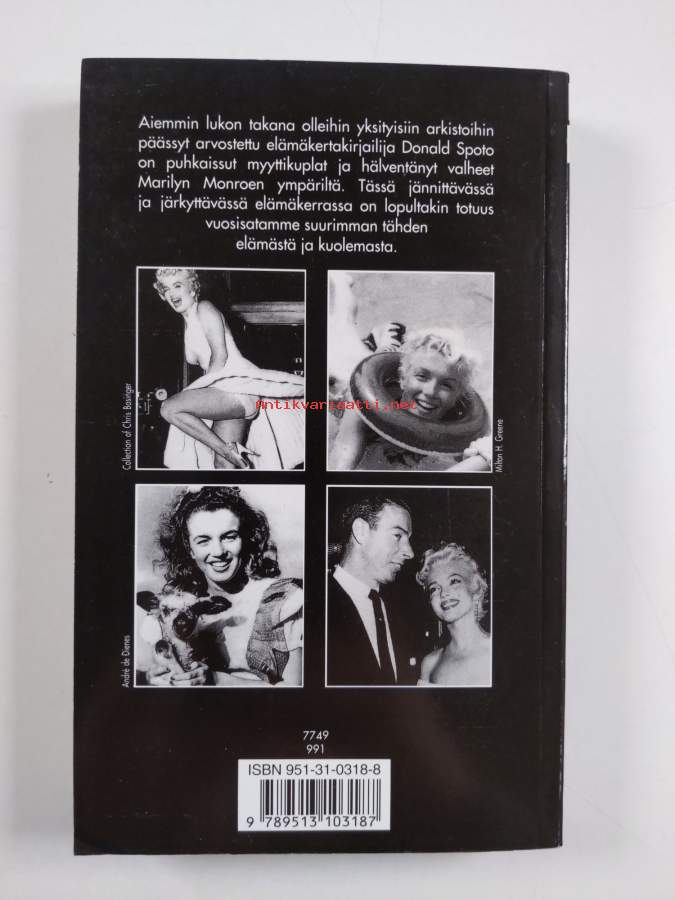 Aiemmin lukon takana olleihin yksityisiin arkistoihin
päässyt arvostettu elämäkertakirjailija Donald Spoto
on puhkaissut myyttikuplat ja hälventänyt valheet
Marilyn Monroen ympäriltä. Tässä jännittävässä
ja järkyttävässä elämäkerrassa on lopultakin totuus
vuosisatamme suurimman tähden
elämästä ja kuolemasta.
Collection of Chris Basinger
Antikvariaatti.net
Milton H. Greene
André de Dienes
7749
991
ISBN 951-31-0318-8
9 789513 103187